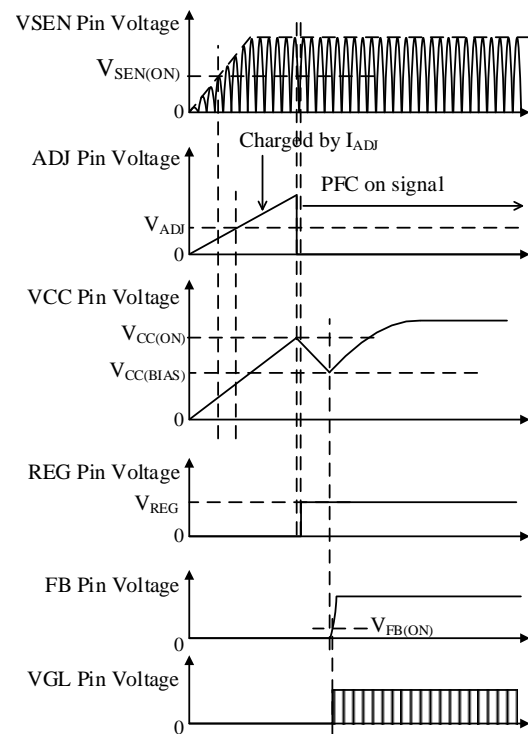 VSEN Pin Voltage
VSEN(ON)
0
Charged by IADJ
ADJ Pin Voltage
PFC on signal
VADJ
0
VCC Pin Voltage
VCC(ON)
VCC(BIAS)
0
REG Pin Voltage
VREG
0
FB Pin Voltage
VFB(ON)
0
VGL Pin Voltage
0